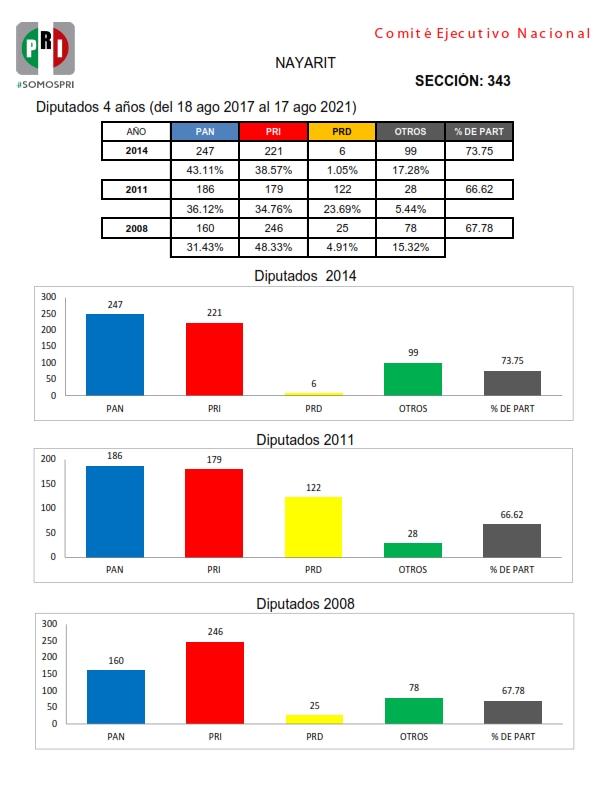 Comité Ejecutivo Nacional
PRI
#SOMOSPRI
NAYARIT
SECCIÓN: 343
Diputados 4 años (del 18 ago 2017 al 17 ago 2021)
AÑO PAN PRI PRD OTROS % DE PART
2014 247 221 6 99 73.75
43.11% 38.57% 1.05% 17.28%
2011 186 179 122 28 66.62
36.12% 34.76% 23.69% 5.44%
2008 160 246 25 78 67.78
31.43% 48.33% 4.91% 15.32%
Diputados 2014
300
250
200
150
100
50
0
247 221 6 99 73.75
PAN PRI PRD OTROS % DE PART
Diputados 2011
200
150
100
50
0
186 179 122 28 66.62
PAN PRI PRD OTROS % DE PART
Diputados 2008
300
250
200
150
100
50
0
160 246 25 78 67.78
PAN PRI PRD OTROS % DE PART